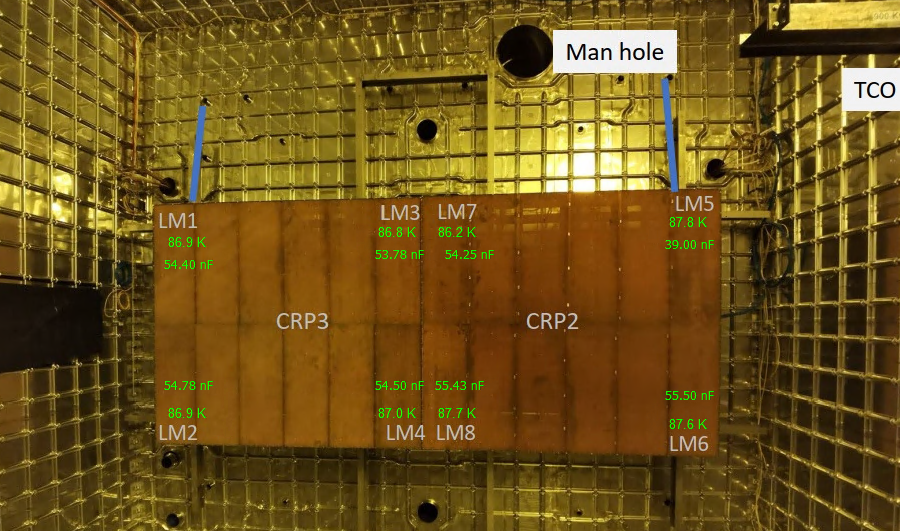 Man hole
000 K
TCO
LM1
LM3
LM7
LM5
86.9 K
86.8 K
86.2 K
87.8 K
54.40 nF
53.78 nF
54.25 nF
39.00 nF
CRP3
CRP2
54.78 nF
54.50 nF
55.43 nF
55.50 nF
86.9 K
87.0 K
87.7 K
87.6 K
LM2
LM4
LM8
LM6